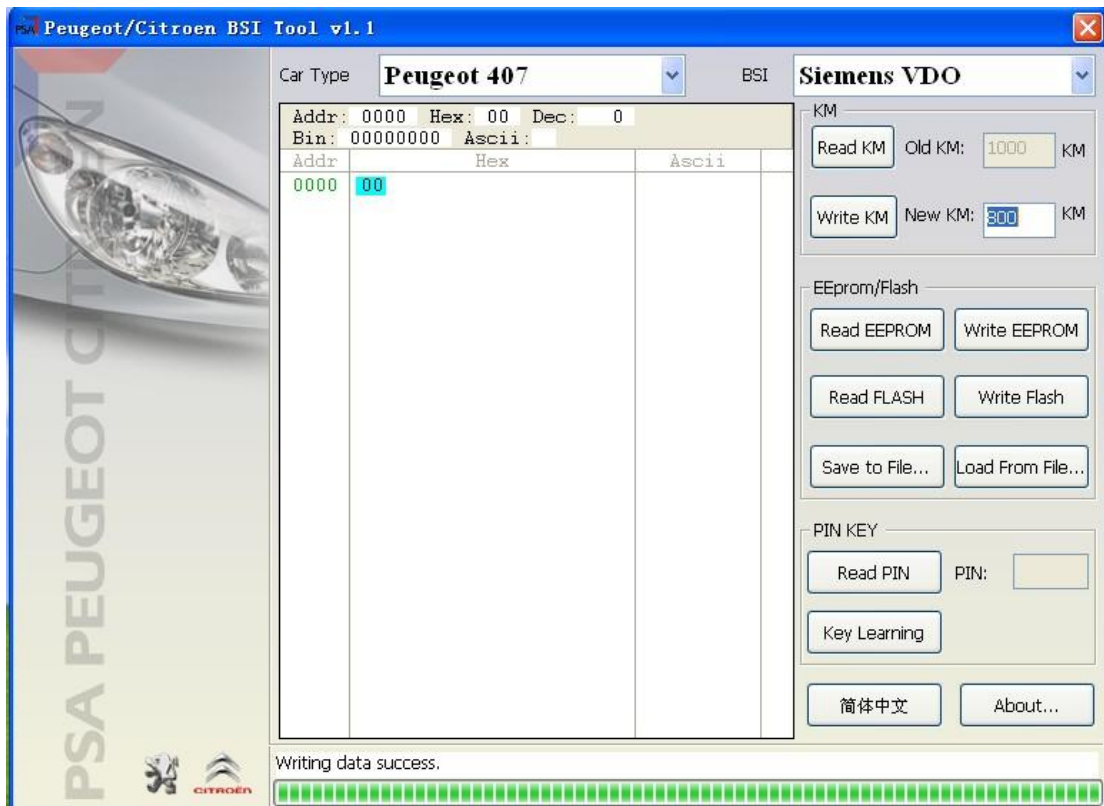 PSA Peugeot/Citroen BSI Tool v1.1
Car Type Peugeot 407 BSI Siemens VDO
Addr: 0000 Hex: 00 Dec: 0
Bin: 00000000 Ascii:
Addr Hex Ascii
0000 00
KM
Read KM Old KM: 1000 KM
Write KM New KM: 800 KM
EEprom/Flash
Read EEPROM Write EEPROM
Read FLASH Write Flash
Save to File... Load From File...
PIN KEY
Read PIN PIN:
Key Learning
简体中文 About...
Writing data success.
PSA PEUGEOT CITROEN
CITROËN